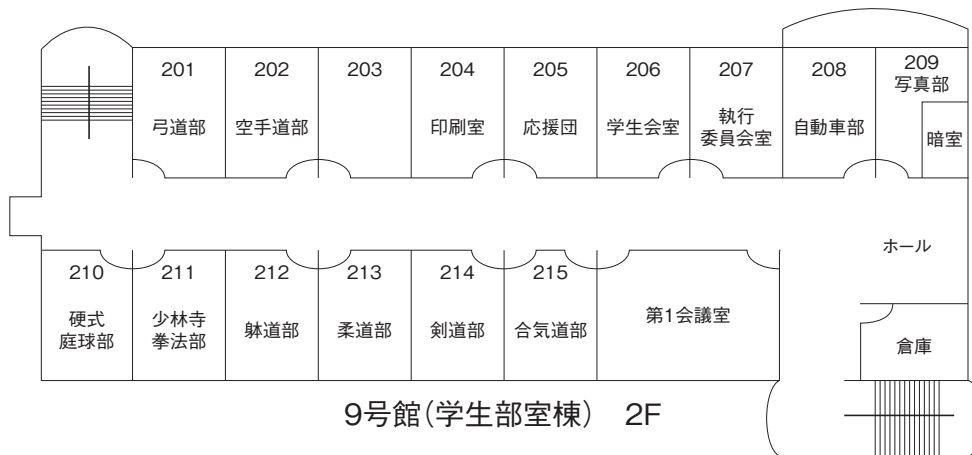 201
弓道部
202
空手道部
203
204
印刷室
205
応援団
206
学生会室
207
執行
委員会室
208
自動車部
209
写真部
暗室
ホール
210
硬式
庭球部
211
少林寺
拳法部
212
躰道部
213
柔道部
214
剣道部
215
合気道部
第1会議室
倉庫
9号館(学生部室棟) 2F